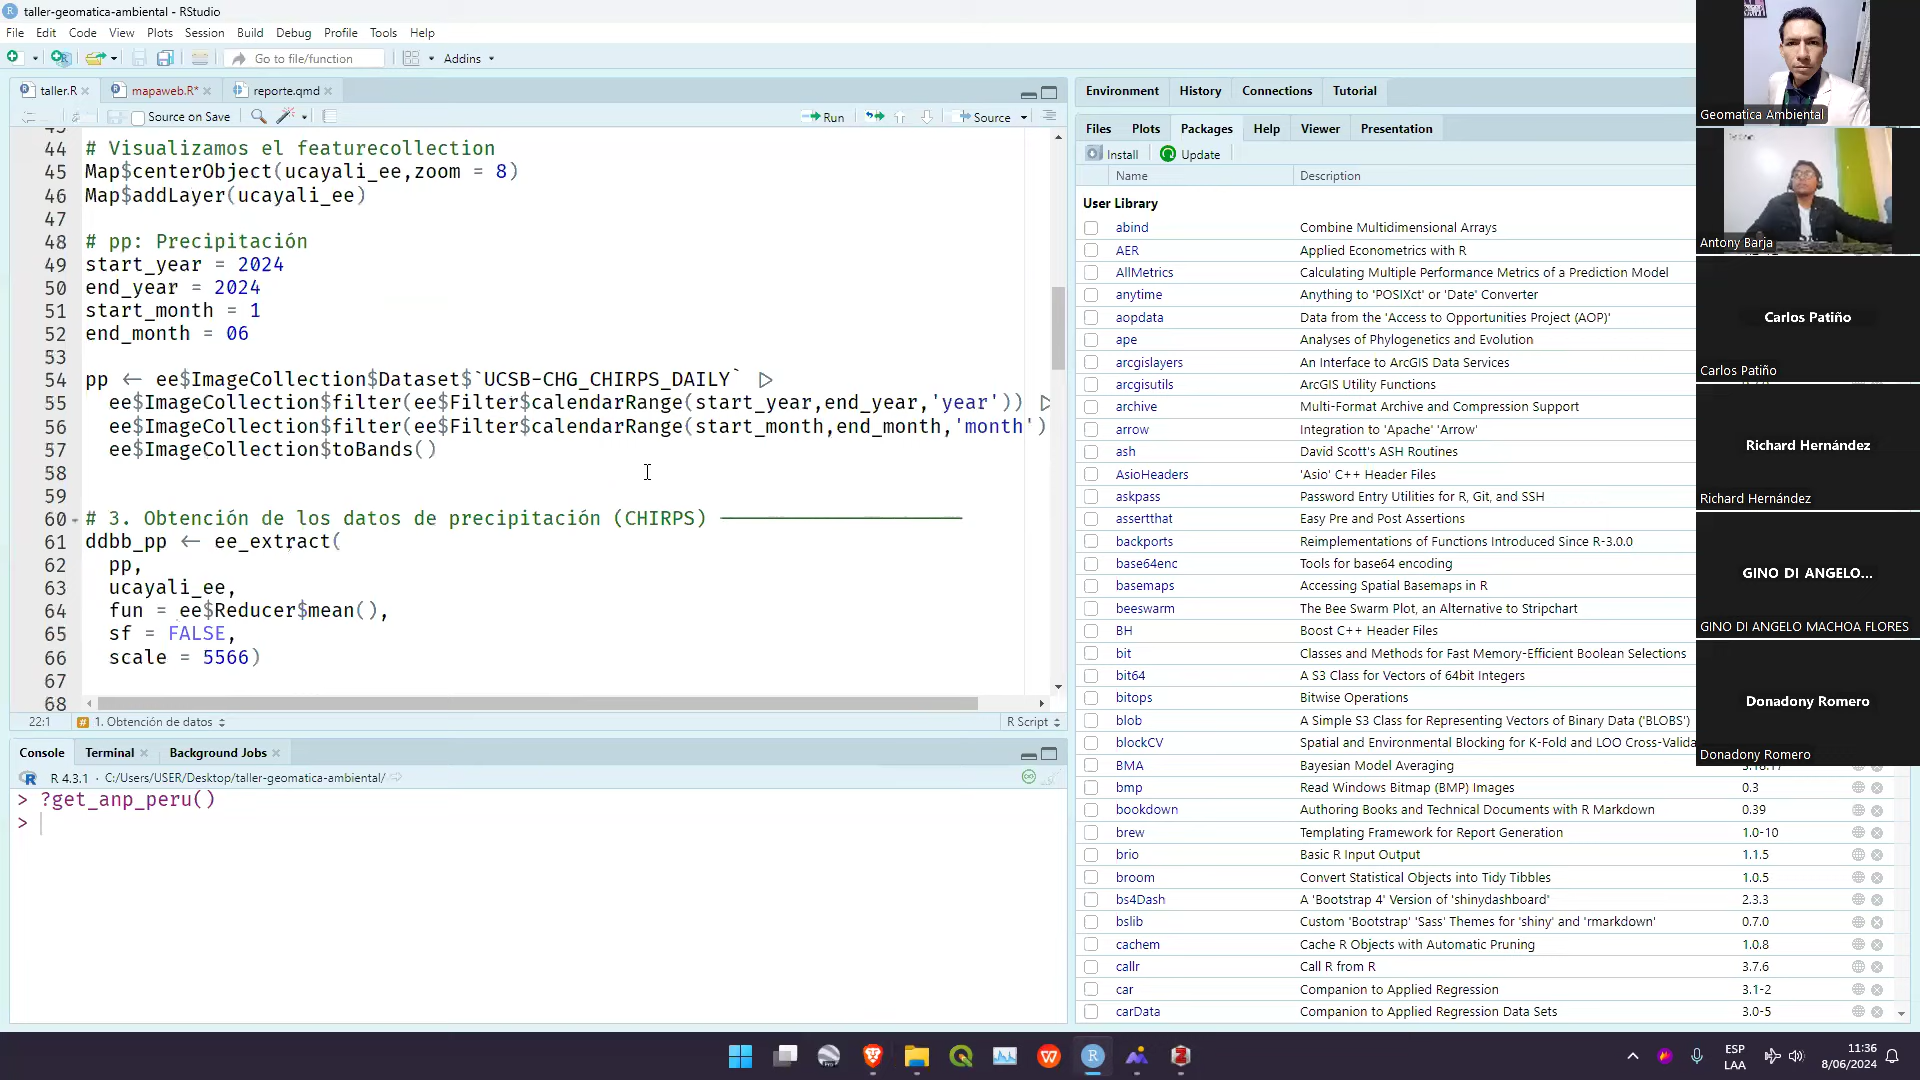 taller-geomatica-ambiental - RStudio
File Edit Code View Plots Session Build Debug Profile Tools Help
Go to file/function Addins
taller.R mapaweb.R* reporte.qmd
Source on Save Run Source
44 # Visualizamos el featurecollection
45 Map$centerObject(ucayali_ee,zoom = 8)
46 Map$addLayer(ucayali_ee)
47
48 # pp: Precipitación
49 start_year = 2024
50 end_year = 2024
51 start_month = 1
52 end_month = 06
53
54 pp <- ee$ImageCollection$Dataset$`UCSB-CHG_CHIRPS_DAILY` |>
55 ee$ImageCollection$filter(ee$Filter$calendarRange(start_year,end_year,'year')) |>
56 ee$ImageCollection$filter(ee$Filter$calendarRange(start_month,end_month,'month')
57 ee$ImageCollection$toBands()
58
59
60 # 3. Obtención de los datos de precipitación (CHIRPS) ─────────
61 ddbb_pp <- ee_extract(
62 pp,
63 ucayali_ee,
64 fun = ee$Reducer$mean(),
65 sf = FALSE,
66 scale = 5566)
67
68
22:1 1. Obtención de datos R Script
Console Terminal Background Jobs
R 4.3.1 · C:/Users/USER/Desktop/taller-geomatica-ambiental/
> ?get_anp_peru()
>
Environment History Connections Tutorial
Files Plots Packages Help Viewer Presentation
Install Update
Name Description
User Library
abind Combine Multidimensional Arrays
AER Applied Econometrics with R
AllMetrics Calculating Multiple Performance Metrics of a Prediction Model
anytime Anything to 'POSIXct' or 'Date' Converter
aopdata Data from the 'Access to Opportunities Project (AOP)'
ape Analyses of Phylogenetics and Evolution
arcgislayers An Interface to ArcGIS Data Services
arcgisutils ArcGIS Utility Functions
archive Multi-Format Archive and Compression Support
arrow Integration to 'Apache' 'Arrow'
ash David Scott's ASH Routines
AsioHeaders 'Asio' C++ Header Files
askpass Password Entry Utilities for R, Git, and SSH
assertthat Easy Pre and Post Assertions
backports Reimplementations of Functions Introduced Since R-3.0.0
base64enc Tools for base64 encoding
basemaps Accessing Spatial Basemaps in R
beeswarm The Bee Swarm Plot, an Alternative to Stripchart
BH Boost C++ Header Files
bit Classes and Methods for Fast Memory-Efficient Boolean Selections
bit64 A S3 Class for Vectors of 64bit Integers
bitops Bitwise Operations
blob A Simple S3 Class for Representing Vectors of Binary Data ('BLOBS')
blockCV Spatial and Environmental Blocking for K-Fold and LOO Cross-Valida
BMA Bayesian Model Averaging
bmp Read Windows Bitmap (BMP) Images 0.3
bookdown Authoring Books and Technical Documents with R Markdown 0.39
brew Templating Framework for Report Generation 1.0-10
brio Basic R Input Output 1.1.5
broom Convert Statistical Objects into Tidy Tibbles 1.0.5
bs4Dash A 'Bootstrap 4' Version of 'shinydashboard' 2.3.3
bslib Custom 'Bootstrap' 'Sass' Themes for 'shiny' and 'rmarkdown' 0.7.0
cachem Cache R Objects with Automatic Pruning 1.0.8
callr Call R from R 3.7.6
car Companion to Applied Regression 3.1-2
carData Companion to Applied Regression Data Sets 3.0-5
Geomatica Ambiental
Antony Barja
Carlos Patiño
Carlos Patiño
Richard Hernández
Richard Hernández
GINO DI ANGELO...
GINO DI ANGELO MACHOA FLORES
Donadony Romero
Donadony Romero
ESP
LAA
11:36
8/06/2024